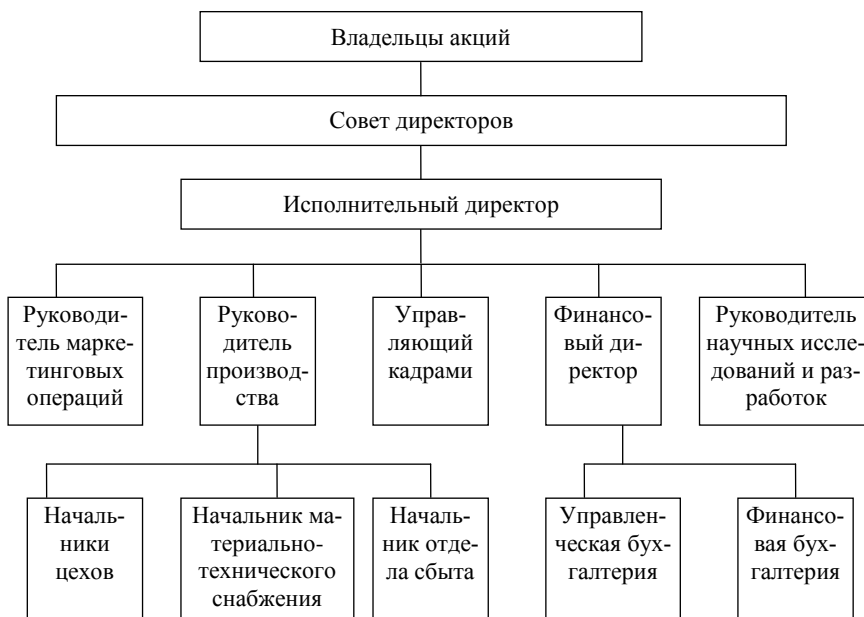 Владельцы акций
Совет директоров
Исполнительный директор
Руководи-
тель марке-
тинговых
операций
Руково-
дитель
производ-
ства
Управ-
ляющий
кадрами
Финансо-
вый ди-
ректор
Руководитель
научных иссле-
дований и раз-
работок
Началь-
ники
цехов
Начальник ма-
териально-
технического
снабжения
Началь-
ник отде-
ла сбыта
Управлен-
ческая бух-
галтерия
Финансо-
вая бух-
галтерия